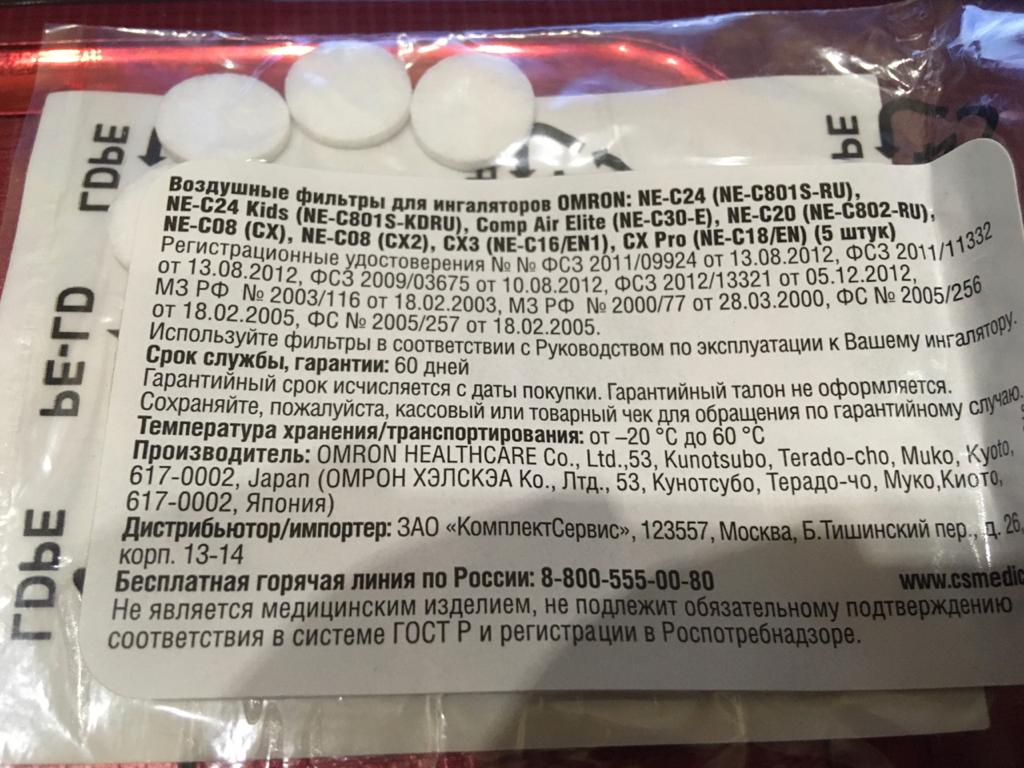 Воздушные фильтры для ингаляторов OMRON: NE-C24 (NE-C801S-RU),
NE-C24 Kids (NE-C801S-KDRU), Comp Air Elite (NE-C30-E), NE-C20 (NE-C802-RU),
NE-C08 (CX), NE-C08 (CX2), CX3 (NE-C16/EN1), CX Pro (NE-C18/EN) (5 штук)
Регистрационные удостоверения № № ФСЗ 2011/09924 от 13.08.2012, ФСЗ 2011/11332
от 13.08.2012, ФСЗ 2009/03675 от 10.08.2012, ФСЗ 2012/13321 от 05.12.2012,
МЗ РФ № 2003/116 от 18.02.2003, МЗ РФ № 2000/77 от 28.03.2000, ФС № 2005/256
от 18.02.2005, ФС № 2005/257 от 18.02.2005.
Используйте фильтры в соответствии с Руководством по эксплуатации к Вашему ингалятору.
Срок службы, гарантии: 60 дней
Гарантийный срок исчисляется с даты покупки. Гарантийный талон не оформляется.
Сохраняйте, пожалуйста, кассовый или товарный чек для обращения по гарантийному случаю.
Температура хранения/транспортирования: от –20 °C до 60 °C
Производитель: OMRON HEALTHCARE Co., Ltd.,53, Kunotsubo, Terado-cho, Muko, Kyoto,
617-0002, Japan (ОМРОН ХЭЛСКЭА Ко., Лтд., 53, Кунотсубо, Терадо-чо, Муко,Киото,
617-0002, Япония)
Дистрибьютор/импортер: ЗАО «КомплектСервис», 123557, Москва, Б.Тишинский пер., д. 26,
корп. 13-14
Бесплатная горячая линия по России: 8-800-555-00-80 www.csmedic
Не является медицинским изделием, не подлежит обязательному подтверждению
соответствия в системе ГОСТ Р и регистрации в Роспотребнадзоре.
PE-LD